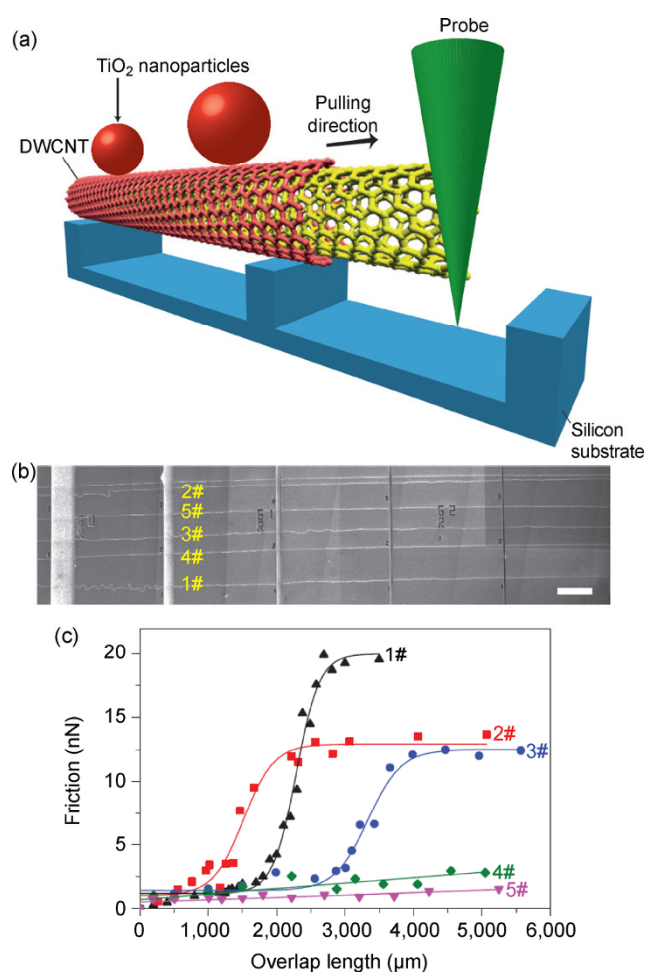 (a)
Probe
TiO₂ nanoparticles
Pulling
direction
DWCNT
Silicon
substrate
(b)
2#
5#
3#
4#
1#
(c)
20
15
10
5
0
Friction (nN)
1#
2#
3#
4#
5#
0 1,000 2,000 3,000 4,000 5,000 6,000
Overlap length (μm)